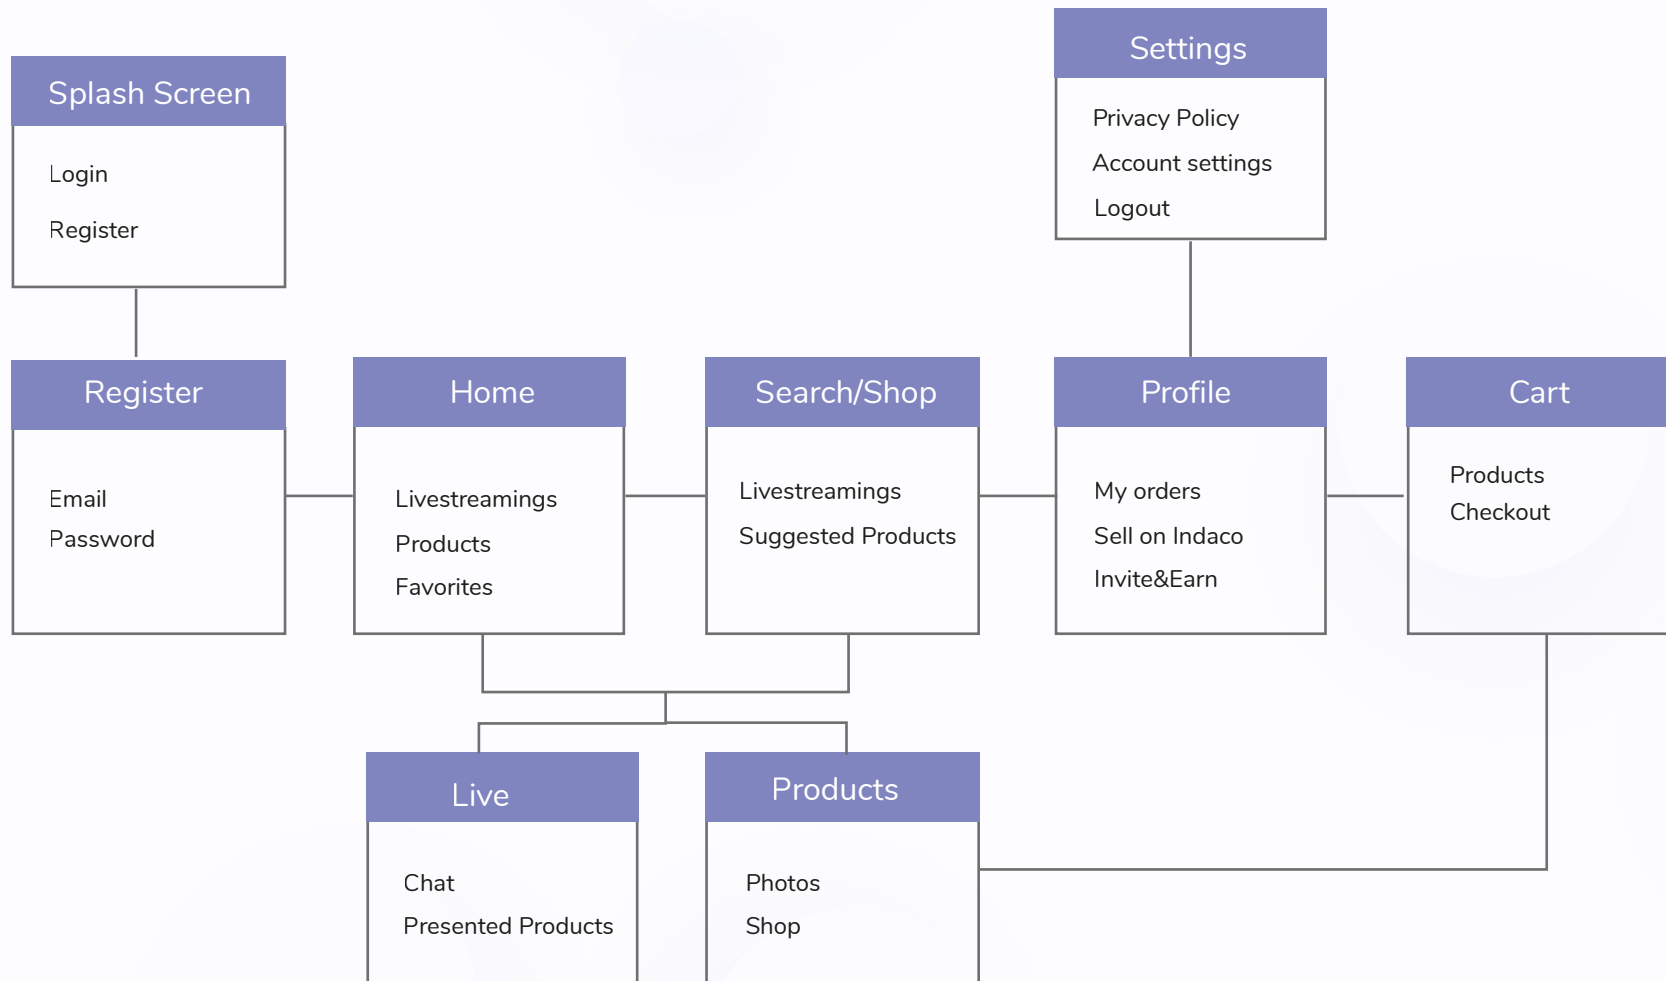 Splash Screen
Login
Register
Settings
Privacy Policy
Account settings
Logout
Register
Email
Password
Home
Livestreamings
Products
Favorites
Search/Shop
Livestreamings
Suggested Products
Profile
My orders
Sell on Indaco
Invite&Earn
Cart
Products
Checkout
Live
Chat
Presented Products
Products
Photos
Shop